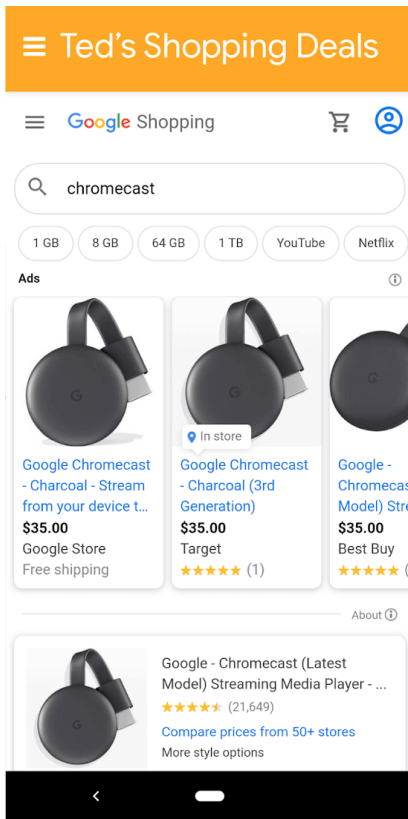 Ted's Shopping Deals
Google Shopping
chromecast
1 GB 8 GB 64 GB 1 TB YouTube Netflix
Ads
In store
Google Chromecast
- Charcoal - Stream
from your device t...
$35.00
Google Store
Free shipping
Google Chromecast
- Charcoal (3rd
Generation)
$35.00
Target
(1)
Google -
Chromecas
Model) Stre
$35.00
Best Buy
(
About
Google - Chromecast (Latest
Model) Streaming Media Player - ...
(21,649)
Compare prices from 50+ stores
More style options